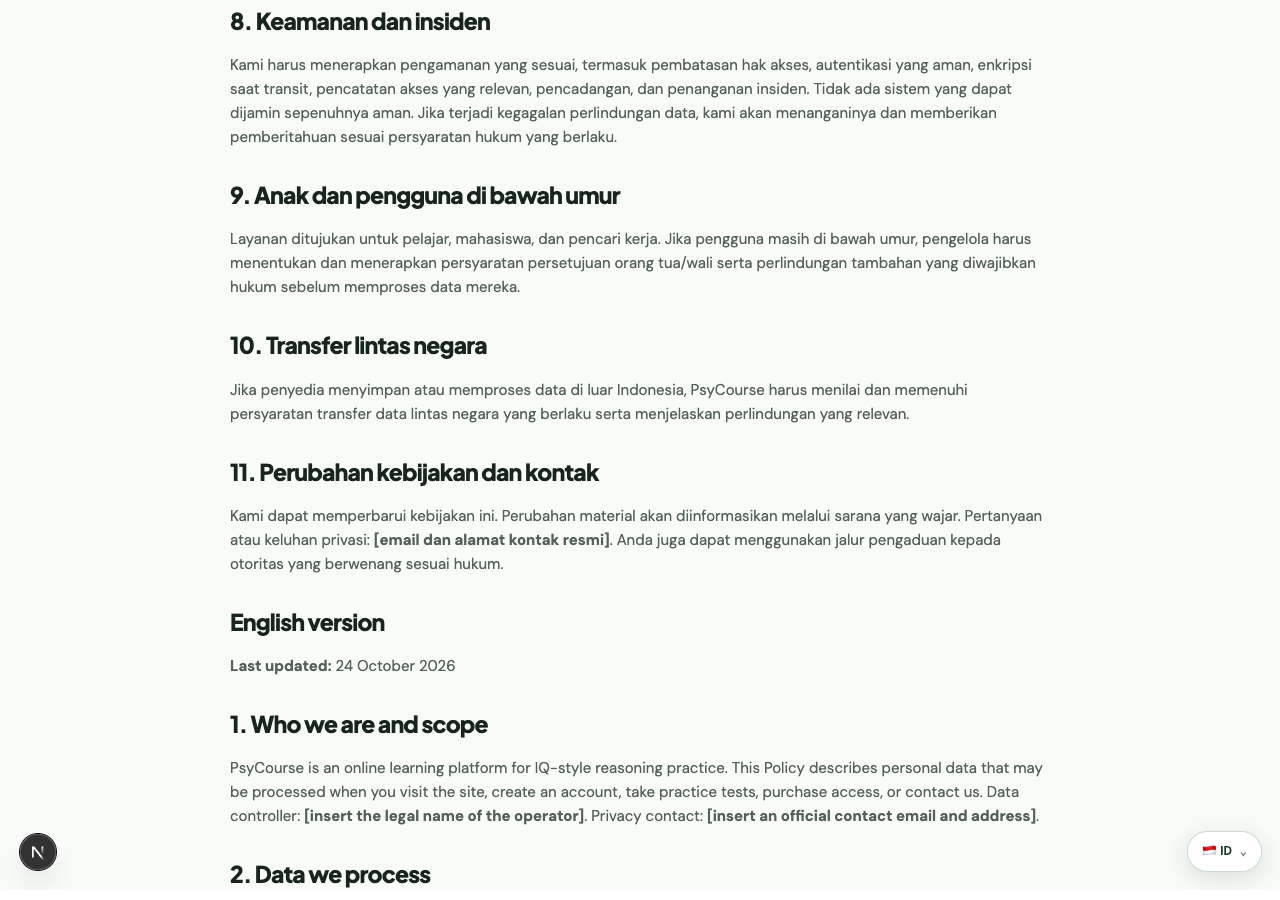 8. Keamanan dan insiden
Kami harus menerapkan pengamanan yang sesuai, termasuk pembatasan hak akses, autentikasi yang aman, enkripsi
saat transit, pencatatan akses yang relevan, pencadangan, dan penanganan insiden. Tidak ada sistem yang dapat
dijamin sepenuhnya aman. Jika terjadi kegagalan perlindungan data, kami akan menanganinya dan memberikan
pemberitahuan sesuai persyaratan hukum yang berlaku.
9. Anak dan pengguna di bawah umur
Layanan ditujukan untuk pelajar, mahasiswa, dan pencari kerja. Jika pengguna masih di bawah umur, pengelola harus
menentukan dan menerapkan persyaratan persetujuan orang tua/wali serta perlindungan tambahan yang diwajibkan
hukum sebelum memproses data mereka.
10. Transfer lintas negara
Jika penyedia menyimpan atau memproses data di luar Indonesia, PsyCourse harus menilai dan memenuhi
persyaratan transfer data lintas negara yang berlaku serta menjelaskan perlindungan yang relevan.
11. Perubahan kebijakan dan kontak
Kami dapat memperbarui kebijakan ini. Perubahan material akan diinformasikan melalui sarana yang wajar. Pertanyaan
atau keluhan privasi: [email dan alamat kontak resmi]. Anda juga dapat menggunakan jalur pengaduan kepada
otoritas yang berwenang sesuai hukum.
English version
Last updated: 24 October 2026
1. Who we are and scope
PsyCourse is an online learning platform for IQ-style reasoning practice. This Policy describes personal data that may
be processed when you visit the site, create an account, take practice tests, purchase access, or contact us. Data
controller: [insert the legal name of the operator]. Privacy contact: [insert an official contact email and address].
2. Data we process
N
ID